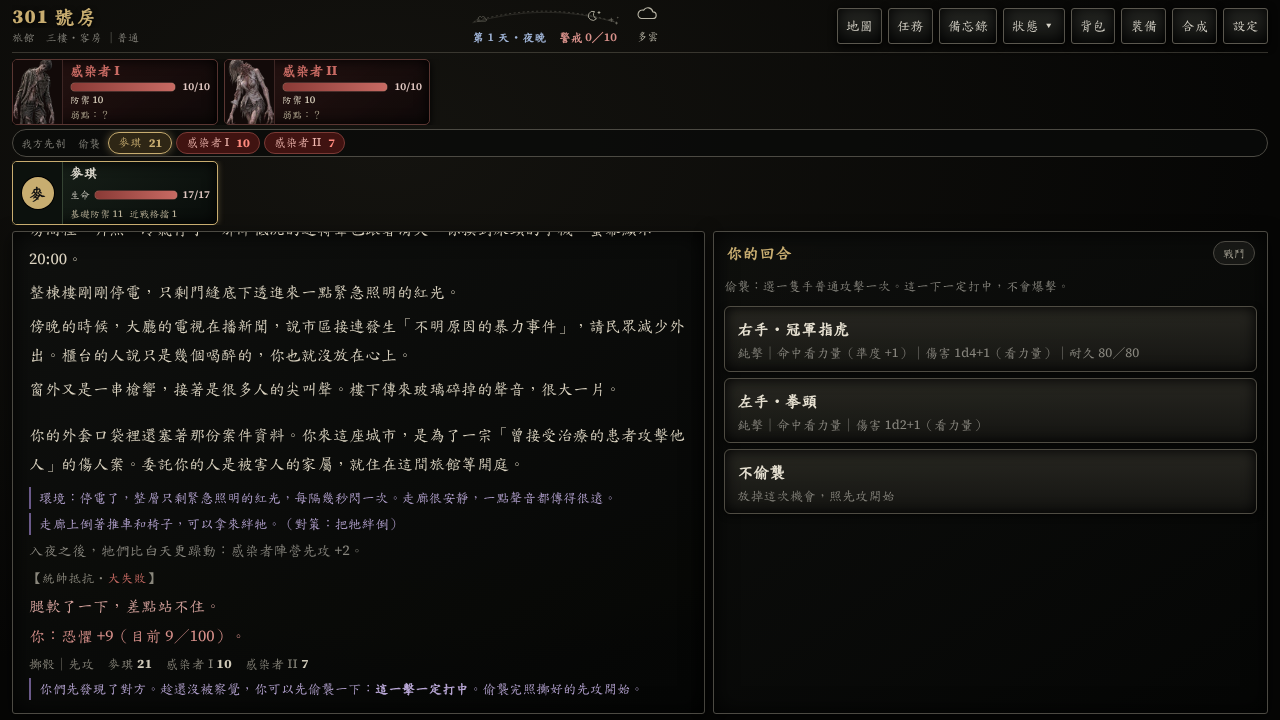 301 號房
旅館 三樓・客房 │普通
第 1 天・夜晚 警戒 0／10
多雲
地圖
任務
備忘錄
狀態 ▾
背包
裝備
合成
設定
感染者 I
10/10
防禦 10
弱點：？
感染者 II
10/10
防禦 10
弱點：？
我方先制 偷襲 麥琪 21 感染者 I 10 感染者 II 7
麥
麥琪
生命 17/17
基礎防禦 11 近戰格擋 1
20:00。
整棟樓剛剛停電，只剩門縫底下透進來一點緊急照明的紅光。
傍晚的時候，大廳的電視在播新聞，說市區接連發生「不明原因的暴力事件」，請民眾減少外
出。櫃台的人說只是幾個喝醉的，你也就沒放在心上。
窗外又是一串槍響，接著是很多人的尖叫聲。樓下傳來玻璃碎掉的聲音，很大一片。
你的外套口袋裡還塞著那份案件資料。你來這座城市，是為了一宗「曾接受治療的患者攻擊他
人」的傷人案。委託你的人是被害人的家屬，就住在這間旅館等開庭。
環境：停電了，整層只剩緊急照明的紅光，每隔幾秒閃一次。走廊很安靜，一點聲音都傳得很遠。
走廊上倒著推車和椅子，可以拿來絆牠。（對策：把牠絆倒）
入夜之後，牠們比白天更躁動：感染者陣營先攻 +2。
【統帥抵抗・大失敗】
腿軟了一下，差點站不住。
你：恐懼 +9（目前 9／100）。
擲骰│先攻 麥琪 21 感染者 I 10 感染者 II 7
你們先發現了對方。趁還沒被察覺，你可以先偷襲一下：這一擊一定打中。偷襲完照擲好的先攻開始。
你的回合
戰鬥
偷襲：選一隻手普通攻擊一次。這一下一定打中，不會爆擊。
右手・冠軍指虎
鈍擊│命中看力量（準度 +1）│傷害 1d4+1（看力量）│耐久 80／80
左手・拳頭
鈍擊│命中看力量│傷害 1d2+1（看力量）
不偷襲
放掉這次機會，照先攻開始